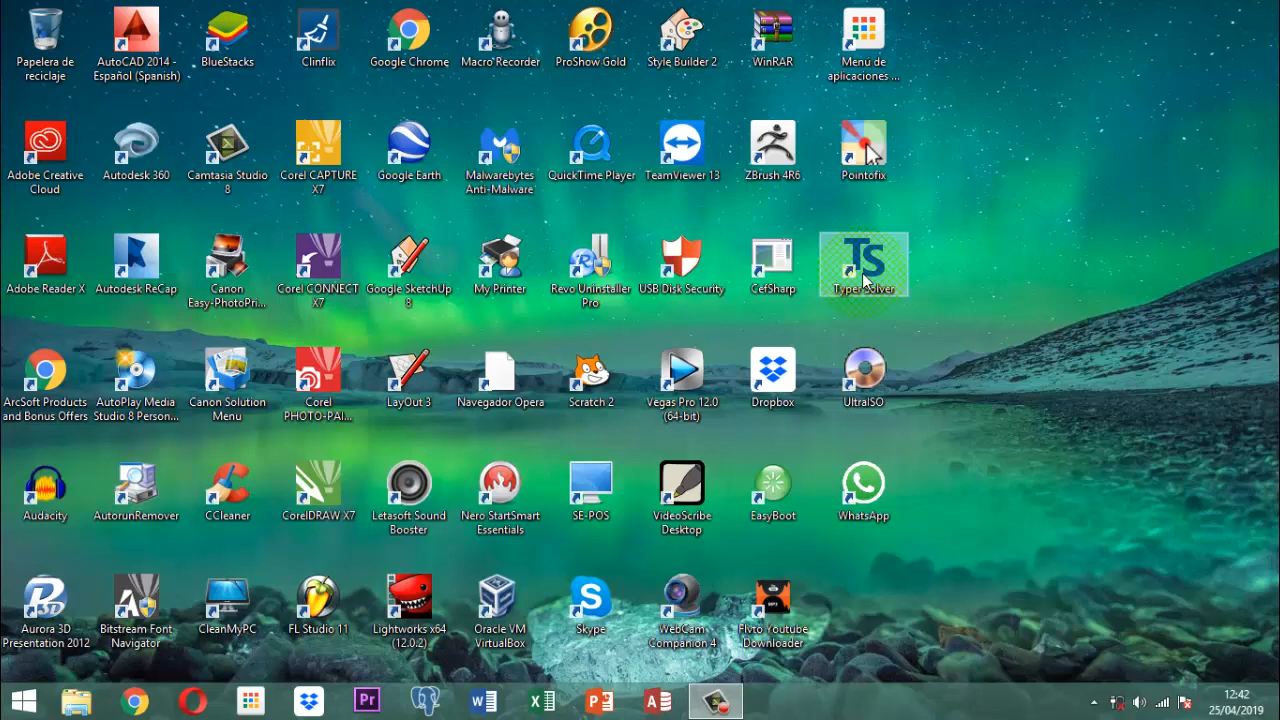 Papelera de
reciclaje
AutoCAD 2014 -
Español (Spanish)
BlueStacks
Clinflix
Google Chrome
Macro Recorder
ProShow Gold
Style Builder 2
WinRAR
Menú de
aplicaciones ...
Adobe Creative
Cloud
Autodesk 360
Camtasia Studio
8
Corel CAPTURE
X7
Google Earth
Malwarebytes
Anti-Malware
QuickTime Player
TeamViewer 13
ZBrush 4R6
Pointofix
Adobe Reader X
Autodesk ReCap
Canon
Easy-PhotoPri...
Corel CONNECT
X7
Google SketchUp
8
My Printer
Revo Uninstaller
Pro
USB Disk Security
CefSharp
TS
TyperSolver
ArcSoft Products
and Bonus Offers
AutoPlay Media
Studio 8 Person...
Canon Solution
Menu
Corel
PHOTO-PAI...
LayOut 3
Navegador Opera
Scratch 2
Vegas Pro 12.0
(64-bit)
Dropbox
UltraISO
Audacity
AutorunRemover
CCleaner
CorelDRAW X7
Letasoft Sound
Booster
Nero StartSmart
Essentials
SE-POS
VideoScribe
Desktop
EasyBoot
WhatsApp
Aurora 3D
Presentation 2012
Bitstream Font
Navigator
CleanMyPC
FL Studio 11
Lightworks x64
(12.0.2)
Oracle VM
VirtualBox
Skype
WebCam
Companion 4
Flvto Youtube
Downloader
Pr
12:42
25/04/2019